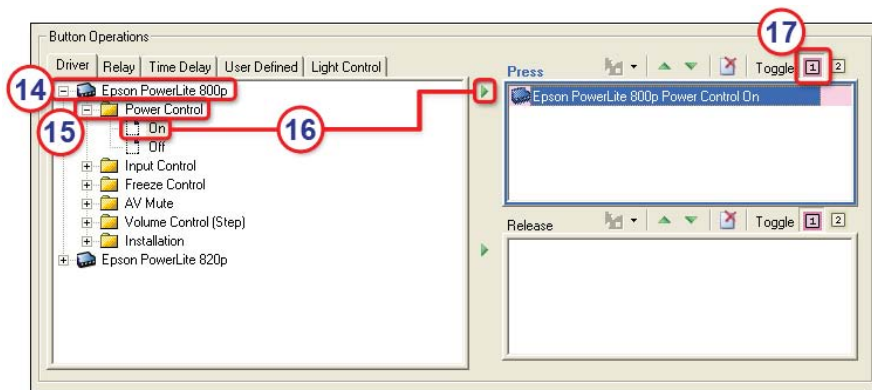 Button Operations
17
Driver Relay Time Delay User Defined Light Control
Press Toggle 1 2
14 Epson PowerLite 800p
Epson PowerLite 800p Power Control On
Power Control
15 On 16
Off
Input Control
Freeze Control
AV Mute
Volume Control (Step)
Release Toggle 1 2
Installation
Epson PowerLite 820p